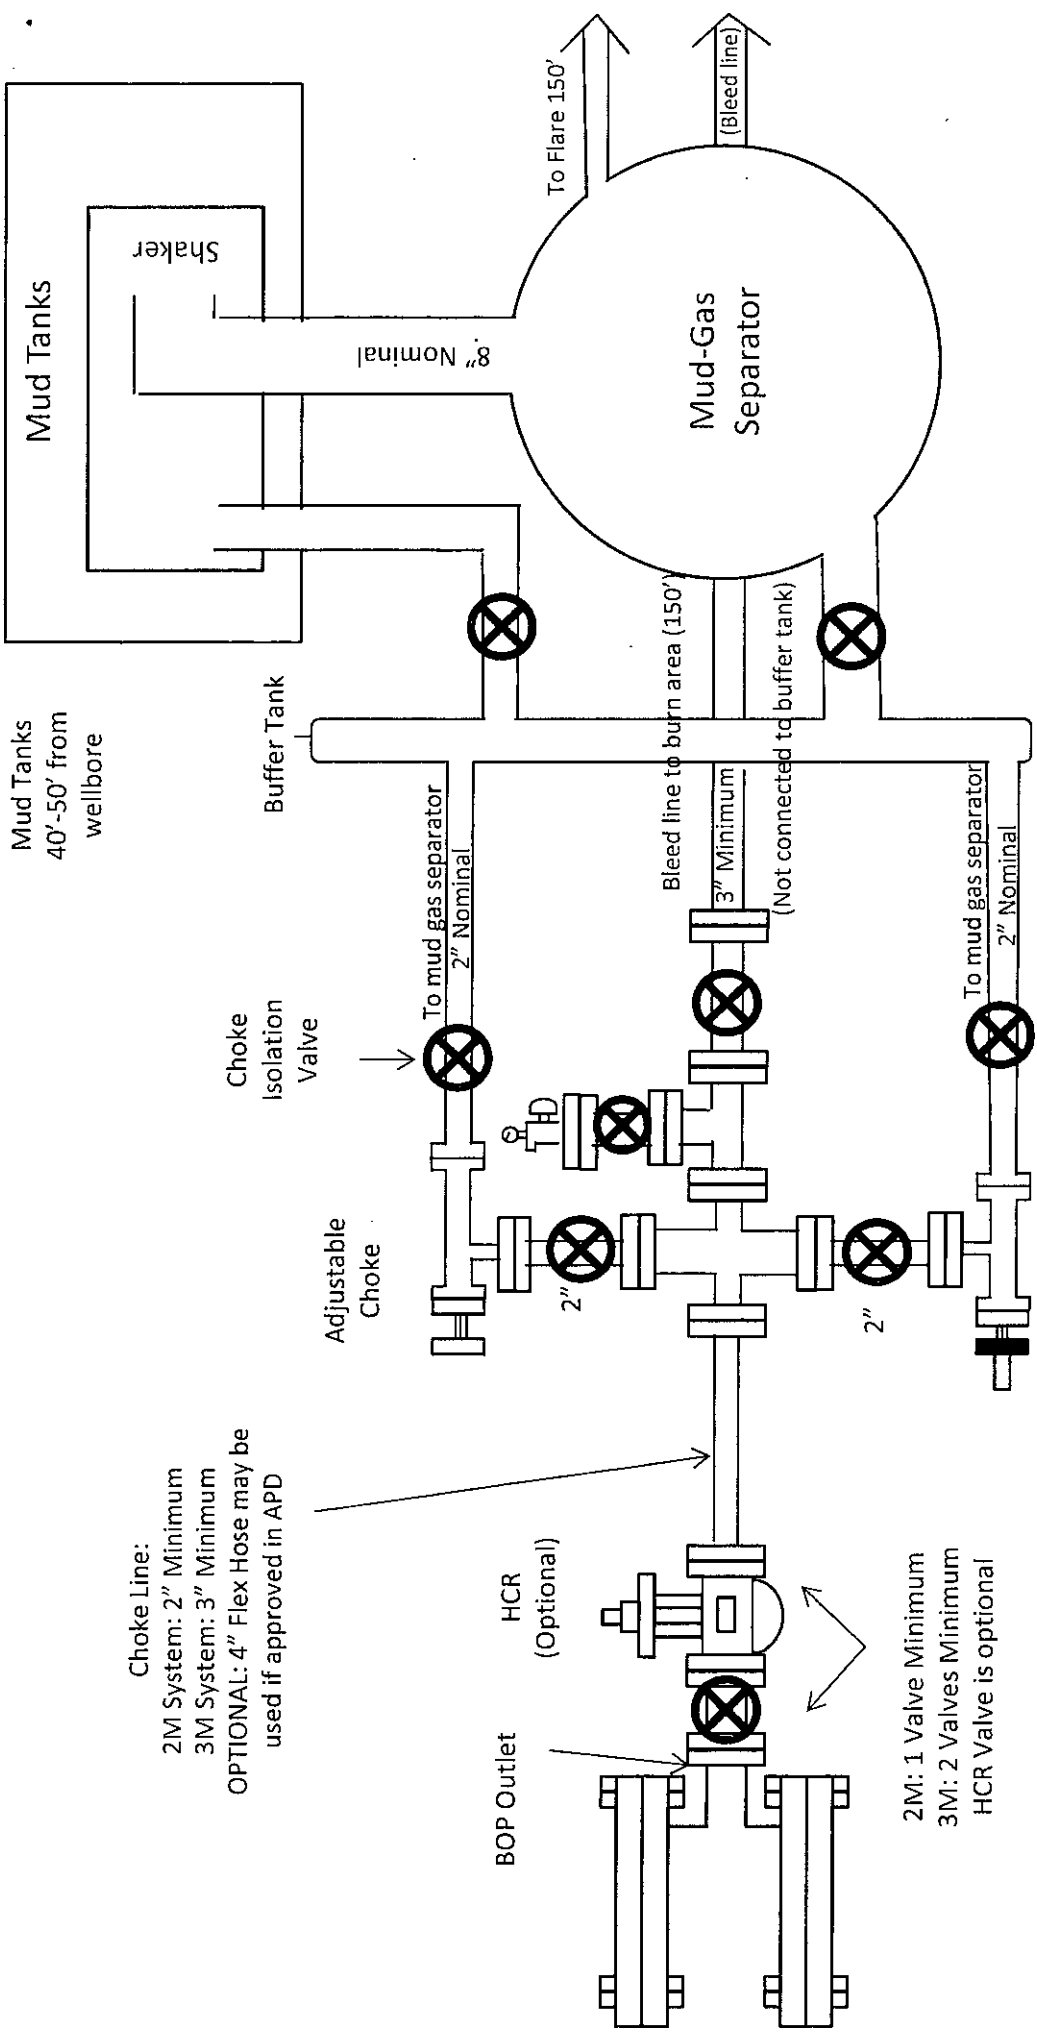 Mud Tanks
40'-50' from
wellbore
Mud Tanks
Shaker
8" Nominal
Buffer Tank
To Flare 150'
(Bleed line)
Mud-Gas
Separator
Choke
Isolation
Valve
To mud gas separator
2" Nominal
Bleed line to burn area (150')
3" Minimum
(Not connected to buffer tank)
To mud gas separator
2" Nominal
Adjustable
Choke
2"
2"
Choke Line:
2M System: 2" Minimum
3M System: 3" Minimum
OPTIONAL: 4" Flex Hose may be
used if approved in APD
HCR
(Optional)
BOP Outlet
2M: 1 Valve Minimum
3M: 2 Valves Minimum
HCR Valve is optional